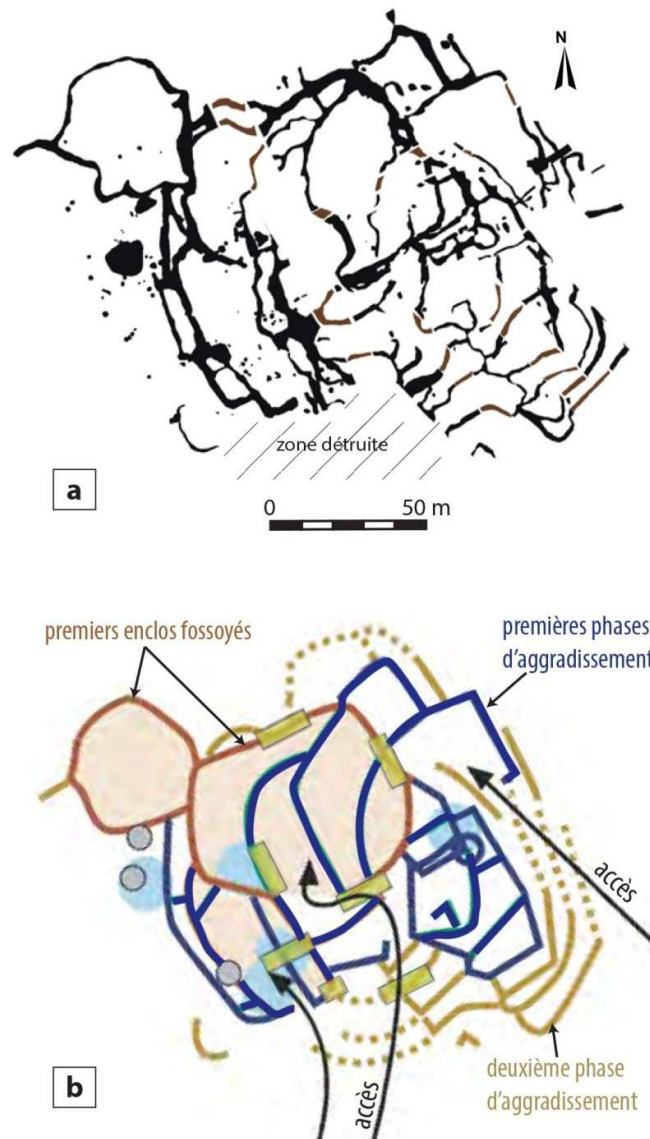 N
zone détruite
a
0 50 m
premiers enclos fossoyés
premières phases
d'aggradissement
accès
accès
deuxième phase
d'aggradissement
b